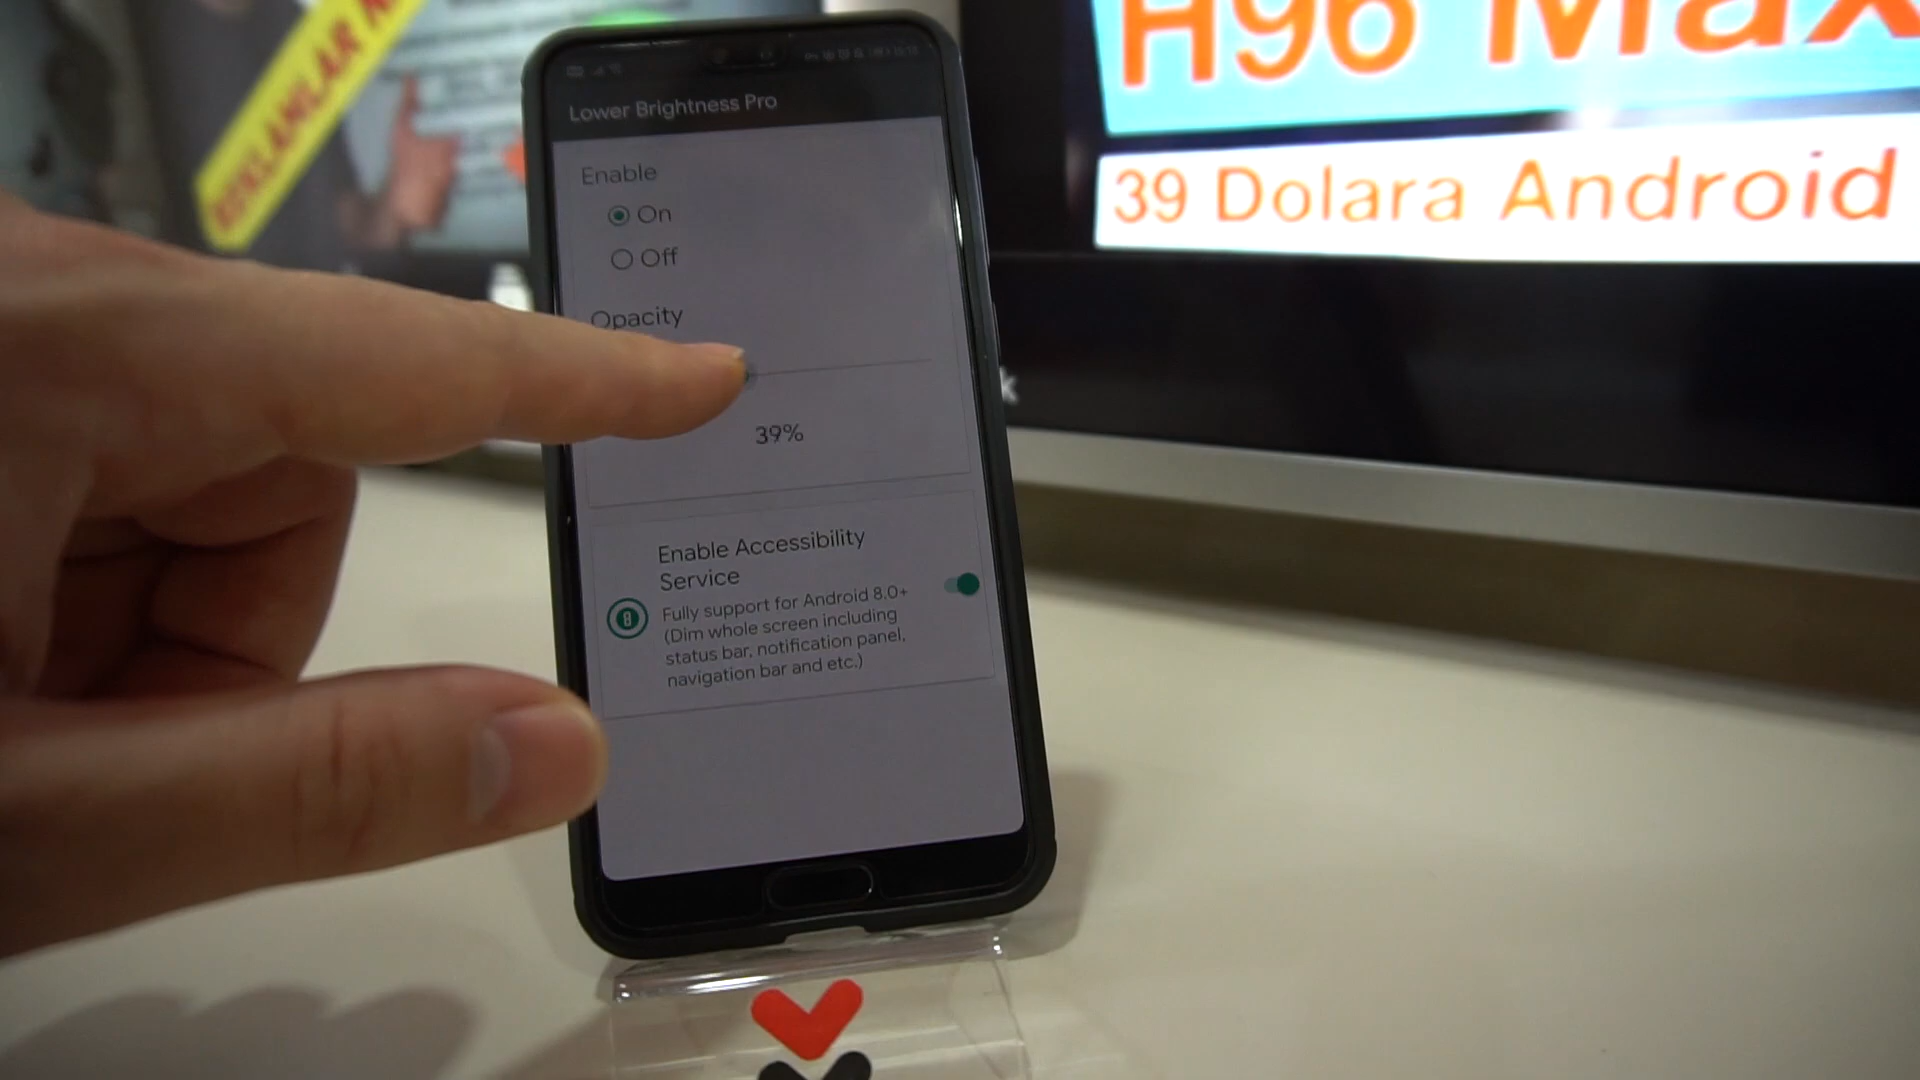 REKLAMLAR
H96 Max
39 Dolara Android
Lower Brightness Pro
Enable
On
Off
Opacity
39%
Enable Accessibility
Service
Fully support for Android 8.0+
(Dim whole screen including
status bar, notification panel,
navigation bar and etc.)
k